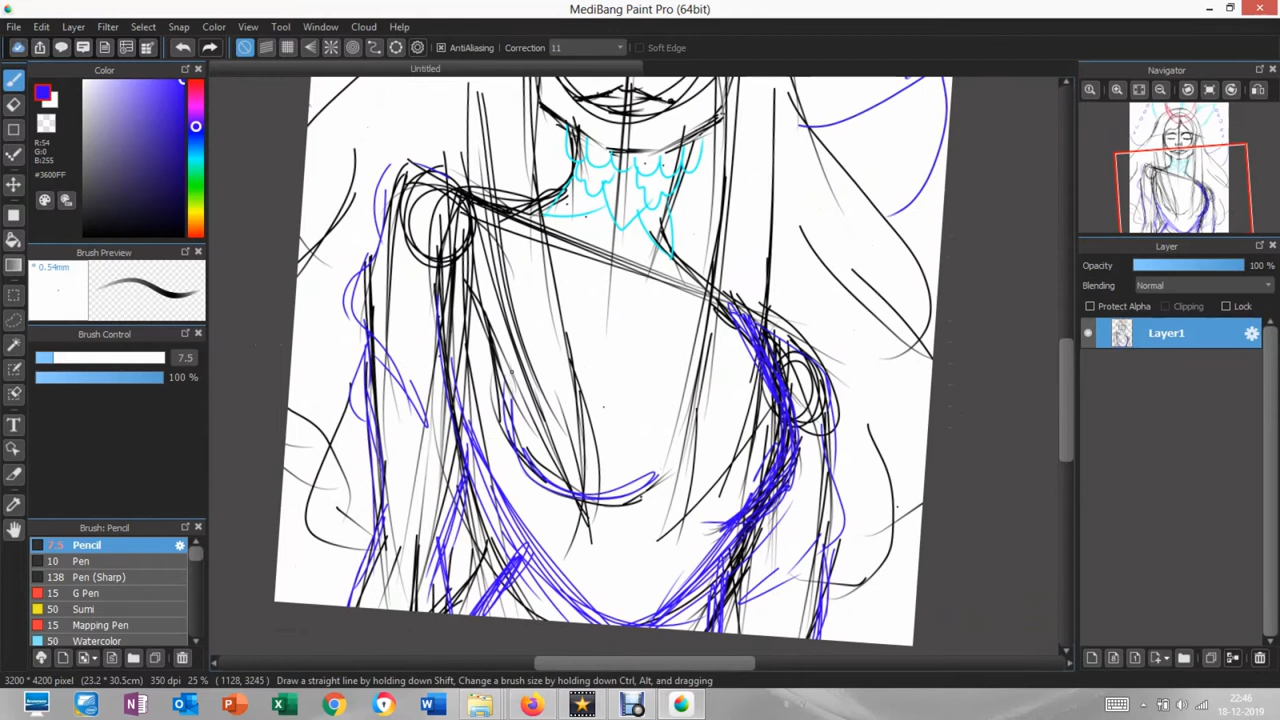 MediBang Paint Pro (64bit)
File Edit Layer Filter Select Snap Color View Tool Window Cloud Help
AntiAliasing Correction 11 Soft Edge
Color
Untitled
Navigator
R:54
G:0
B:255
#3600FF
Brush Preview
* 0.54mm
Layer
Opacity 100 %
Blending Normal
Protect Alpha Clipping Lock
Layer1
Brush Control
7.5
100 %
Brush: Pencil
7.5 Pencil
10 Pen
138 Pen (Sharp)
15 G Pen
50 Sumi
15 Mapping Pen
50 Watercolor
3200 * 4200 pixel (23.2 * 30.5cm) 350 dpi 25 % ( 1128, 3245) Draw a straight line by holding down Shift, Change a brush size by holding down Ctrl, Alt, and dragging
22:46
18-12-2019